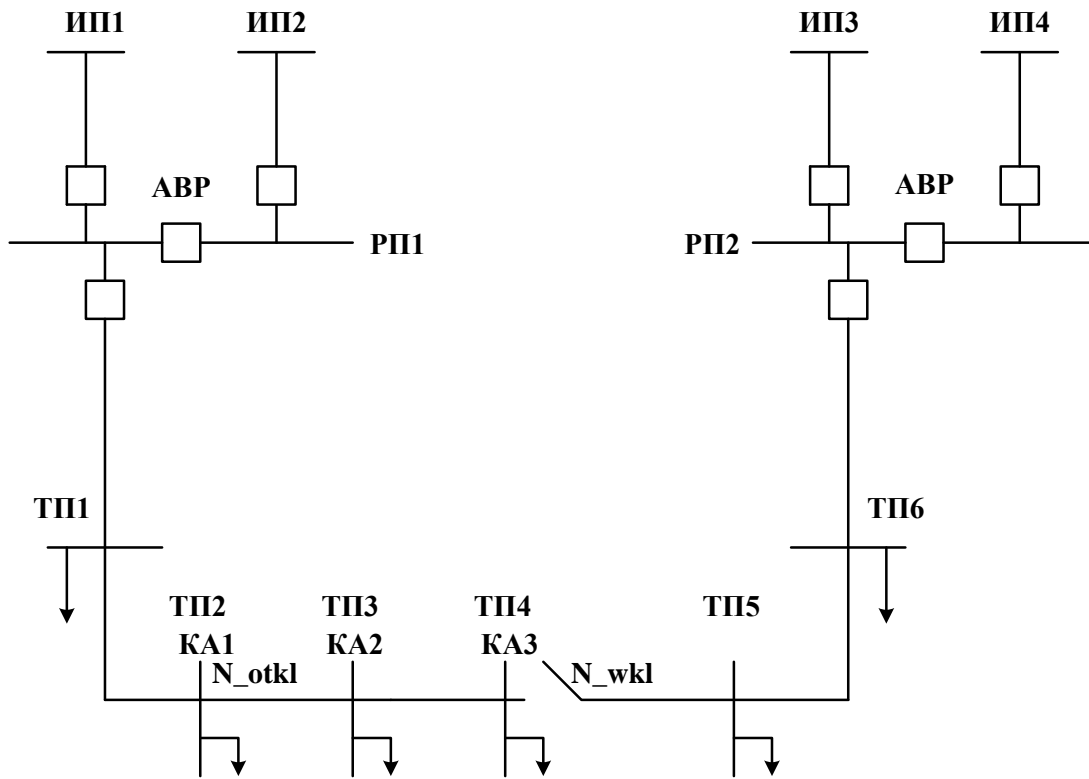 ИП1
ИП2
ИП3
ИП4
АВР
АВР
РП1
РП2
ТП1
ТП6
ТП2
КА1
ТП3
КА2
ТП4
КА3
ТП5
N_otkl
N_wkl